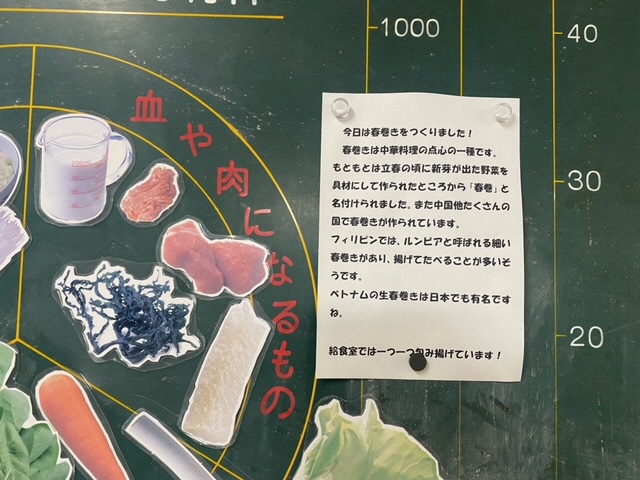 1000
40
30
20
血や肉になるもの
今日は春巻きをつくりました！
春巻きは中華料理の点心の一種です。
もともとは立春の頃に新芽が出た野菜を
具材にして作られたところから「春巻」と
名付けられました。また中国他たくさんの
国で春巻きが作られています。
フィリピンでは、ルンピアと呼ばれる細い
春巻きがあり、揚げてたべることが多いそ
うです。
ベトナムの生春巻きは日本でも有名です
ね。
給食室では一つ一つ包み揚げています！